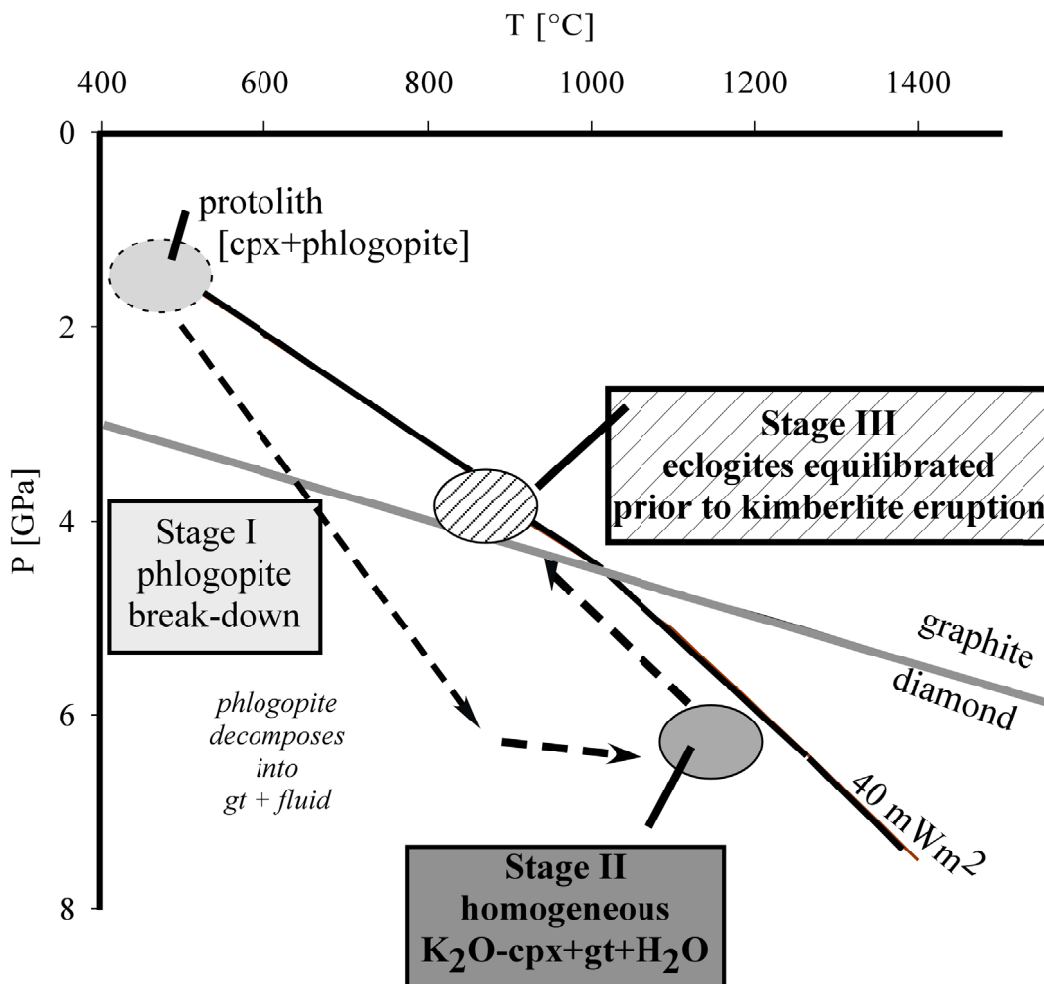 T [°C]
400 600 800 1000 1200 1400
0
protolith
[cpx+phlogopite]
2
Stage III
eclogites equilibrated
prior to kimberlite eruption
P [GPa]
4
Stage I
phlogopite
break-down
graphite
diamond
6
phlogopite
decomposes
into
gt + fluid
40 mWm2
8
Stage II
homogeneous
K₂O-cpx+gt+H₂O